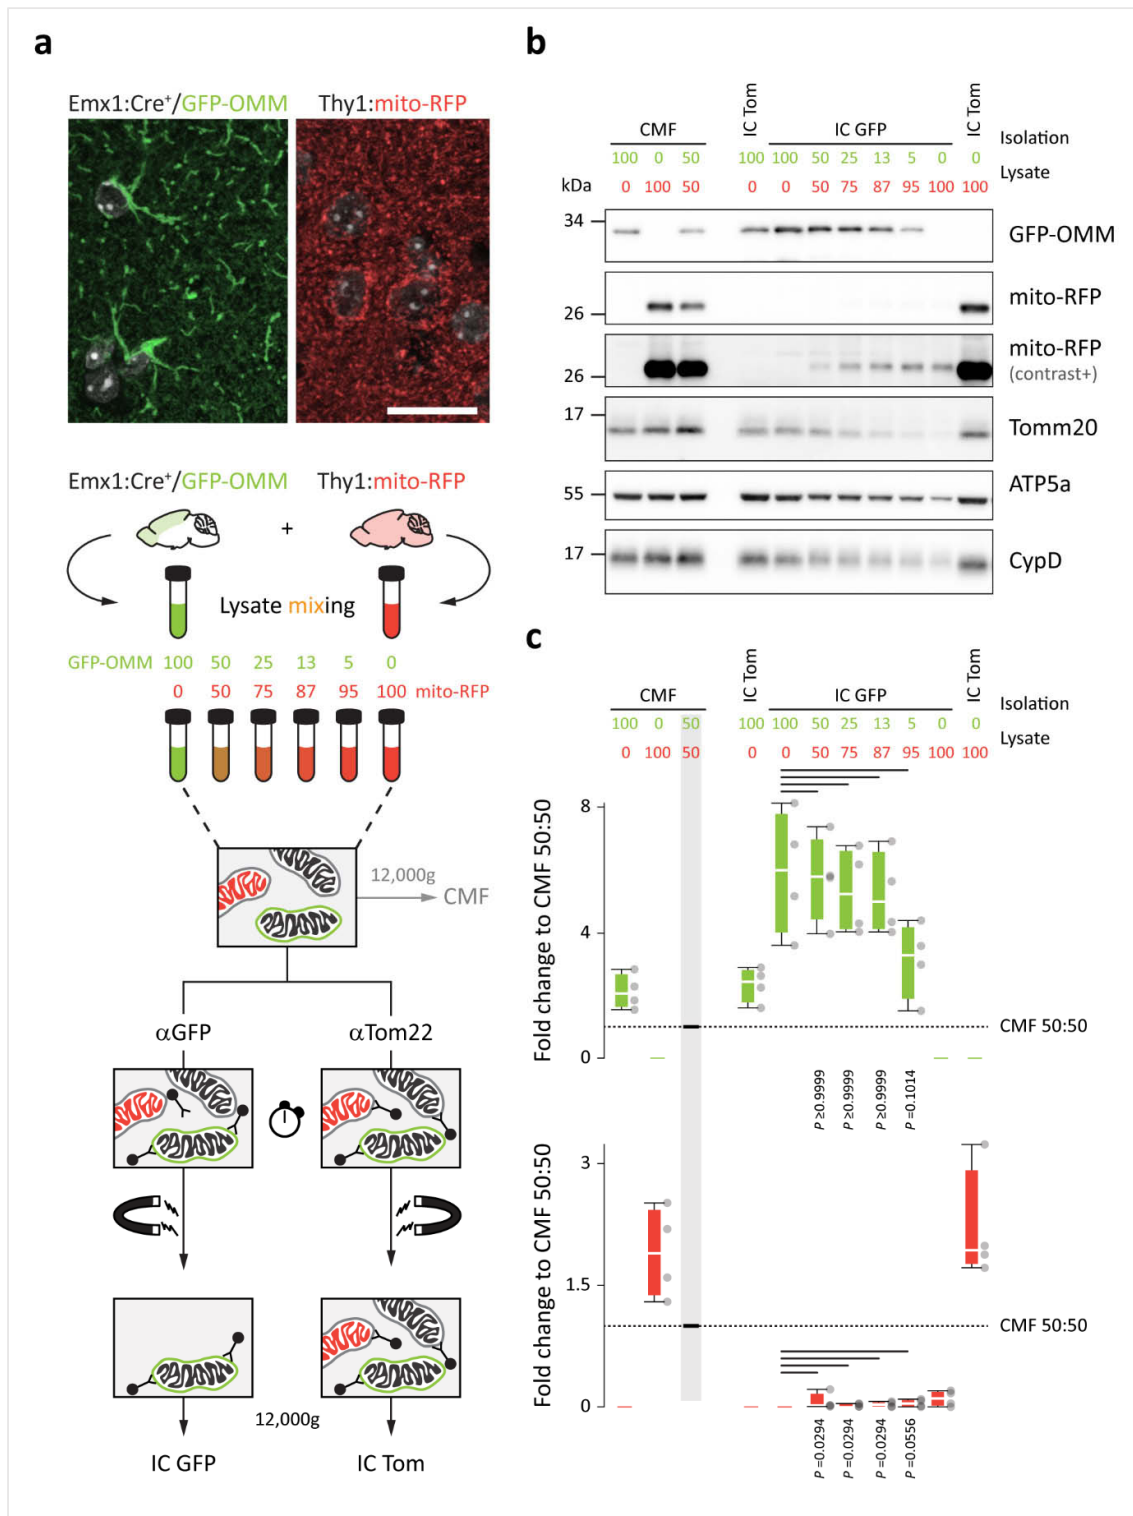 a
Emx1:Cre+/GFP-OMM
Thy1:mito-RFP
Emx1:Cre+/GFP-OMM
Thy1:mito-RFP
+
Lysate mixing
GFP-OMM 100 50 25 13 5 0
0 50 75 87 95 100 mito-RFP
12,000g
CMF
αGFP
αTom22
12,000g
IC GFP
IC Tom
b
CMF
IC Tom
IC GFP
IC Tom
Isolation
100 0 50 100 100 50 25 13 5 0 0
Lysate
0 100 50 0 0 50 75 87 95 100 100
kDa
34
GFP-OMM
mito-RFP
26
mito-RFP
(contrast+)
26
17
Tomm20
ATP5a
55
17
CypD
c
CMF
IC Tom
IC GFP
IC Tom
Isolation
100 0 50 100 100 50 25 13 5 0 0
Lysate
0 100 50 0 0 50 75 87 95 100 100
Fold change to CMF 50:50
8
4
0
CMF 50:50
P ≥0.9999
P ≥0.9999
P ≥0.9999
P =0.1014
Fold change to CMF 50:50
3
1.5
0
CMF 50:50
P =0.0294
P =0.0294
P =0.0294
P =0.0556